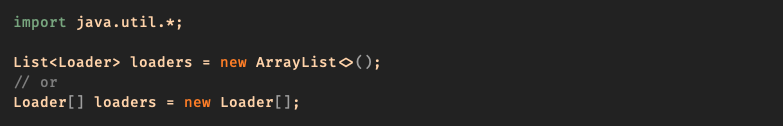 import java.util.*;
List<Loader> loaders = new ArrayList<>();
// or
Loader[] loaders = new Loader[];